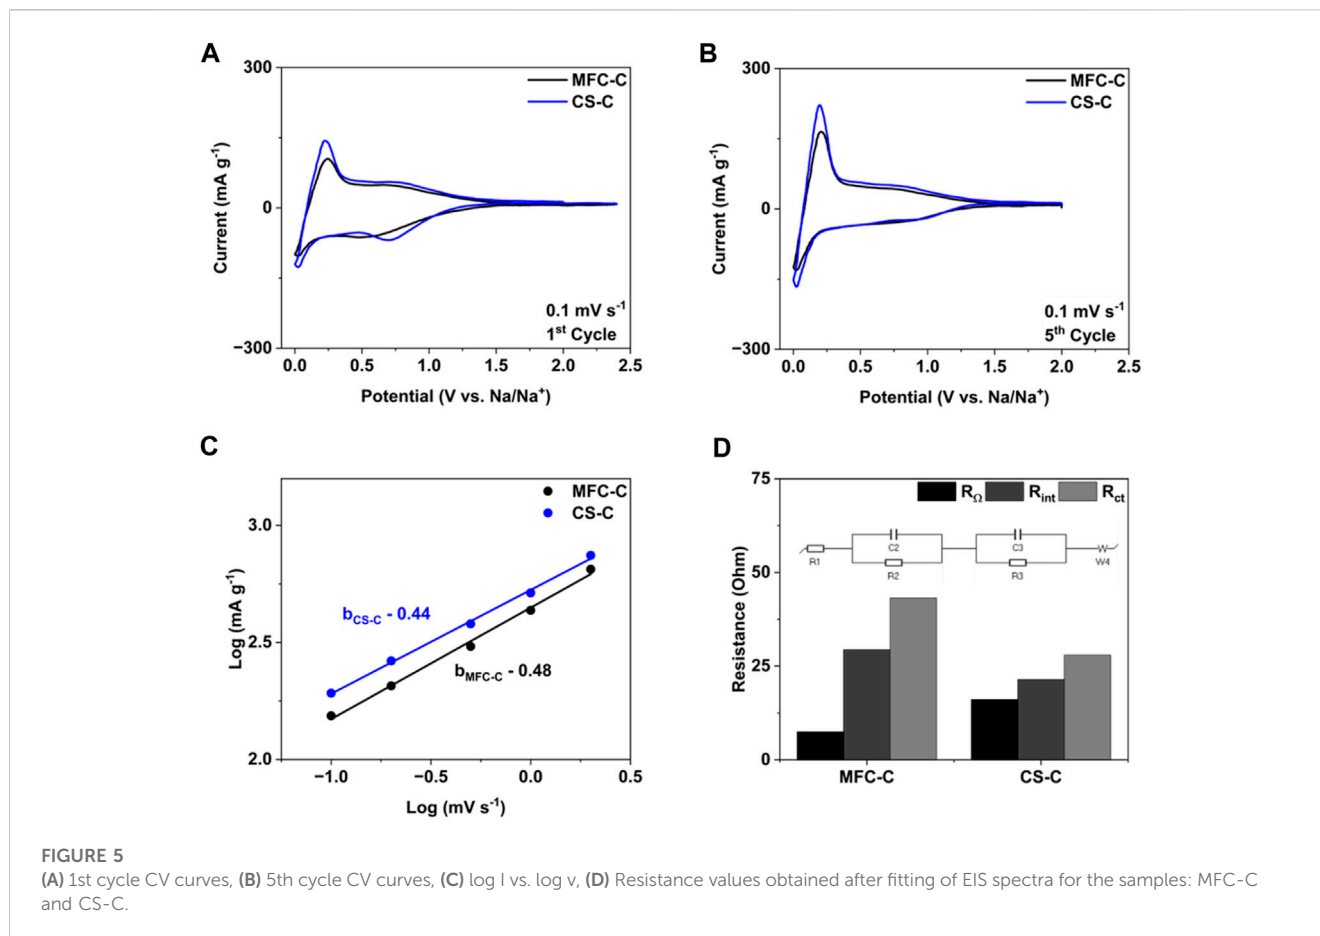 A
300
MFC-C
CS-C
Current (mA g⁻¹)
0
−300
0.1 mV s⁻¹
1ˢᵗ Cycle
0.0 0.5 1.0 1.5 2.0 2.5
Potential (V vs. Na/Na⁺)
B
300
MFC-C
CS-C
Current (mA g⁻¹)
0
−300
0.1 mV s⁻¹
5ᵗʰ Cycle
0.0 0.5 1.0 1.5 2.0 2.5
Potential (V vs. Na/Na⁺)
C
MFC-C
CS-C
Log (mA g⁻¹)
3.0
2.5
2.0
b_CS-C - 0.44
b_MFC-C - 0.48
−1.0 −0.5 0.0 0.5
Log (mV s⁻¹)
D
75
50
25
0
Resistance (Ohm)
R_Ω R_int R_ct
R1 C2 R2 C3 R3 W W4
MFC-C CS-C
FIGURE 5
(A) 1st cycle CV curves, (B) 5th cycle CV curves, (C) log I vs. log v, (D) Resistance values obtained after fitting of EIS spectra for the samples: MFC-C
and CS-C.